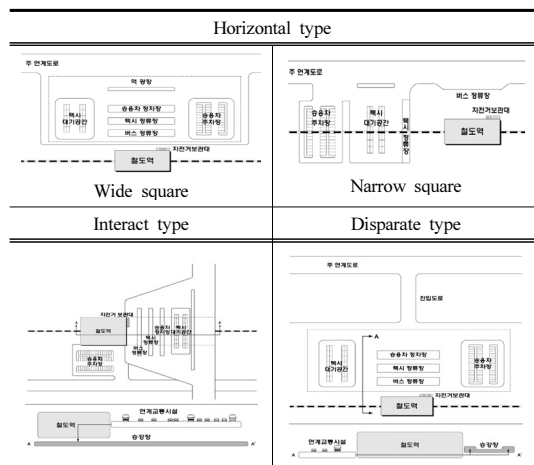 Horizontal type
주 연계도로
역 광장
택시
대기공간
승용차 정차장
택시 정류장
버스 정류장
승용차
주차장
자전거보관대
철도역
Wide square
주 연계도로
버스 정류장
승용차
주차장
택시
대기공간
택시 정류장
자전거보관대
철도역
Narrow square
Interact type
Disparate type
자전거 보관대
A
A'
철도역
버스
정류장
택시
정류장
승용차
정차장
택시
대기공간
승용차
주차장
연계교통시설
철도역
승강장
A
A'
주 연계도로
진입도로
A
택시
대기공간
승용차 정차장
택시 정류장
버스 정류장
승용차
주차장
자전거보관대
철도역
A'
연계교통시설
철도역
승강장
A
A'